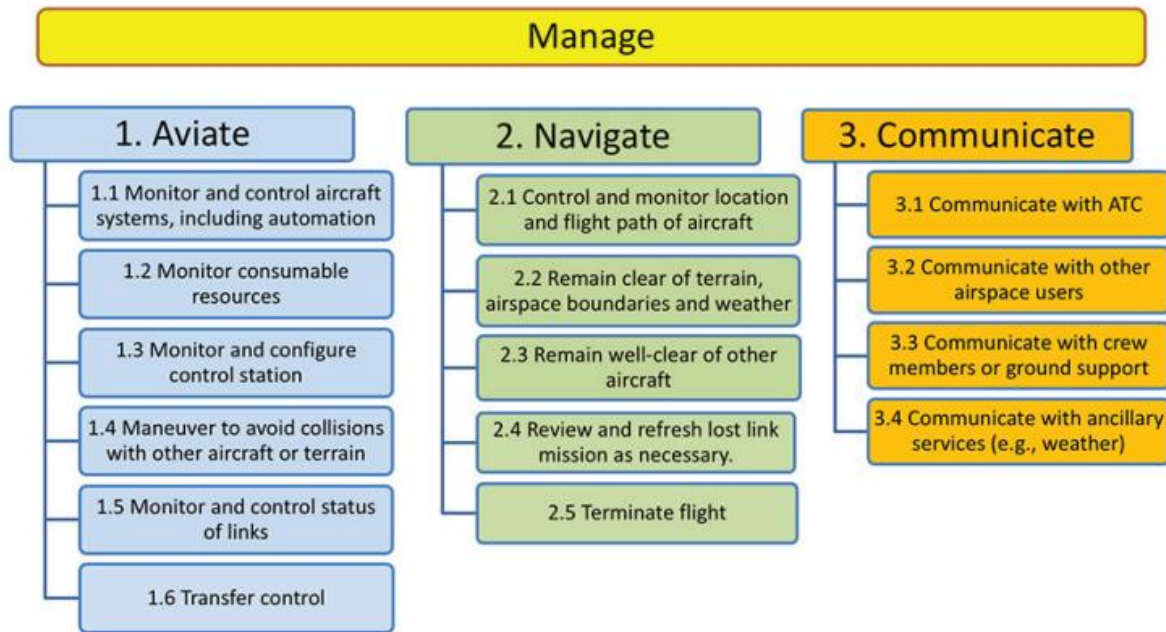 Manage
1. Aviate
1.1 Monitor and control aircraft
systems, including automation
1.2 Monitor consumable
resources
1.3 Monitor and configure
control station
1.4 Maneuver to avoid collisions
with other aircraft or terrain
1.5 Monitor and control status
of links
1.6 Transfer control
2. Navigate
2.1 Control and monitor location
and flight path of aircraft
2.2 Remain clear of terrain,
airspace boundaries and weather
2.3 Remain well-clear of other
aircraft
2.4 Review and refresh lost link
mission as necessary.
2.5 Terminate flight
3. Communicate
3.1 Communicate with ATC
3.2 Communicate with other
airspace users
3.3 Communicate with crew
members or ground support
3.4 Communicate with ancillary
services (e.g., weather)